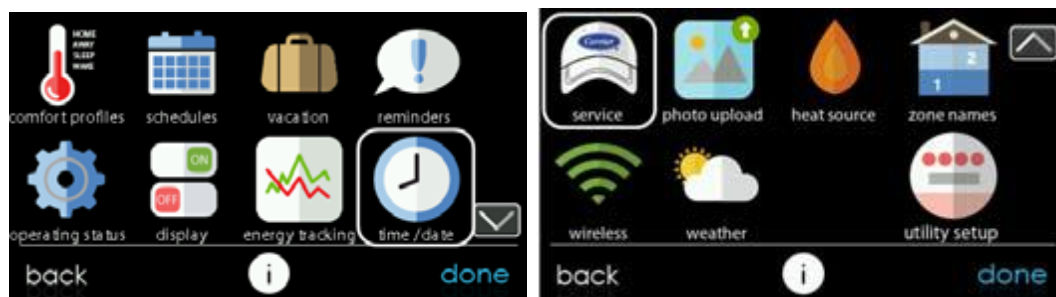 HOME
AWAY
SLEEP
WAKE
comfort profiles schedules vacation reminders
ON
OFF
operating status display energy tracking time / date
back i done
Carrier
2
1
service photo upload heat source zone names
wireless weather utility setup
back i done